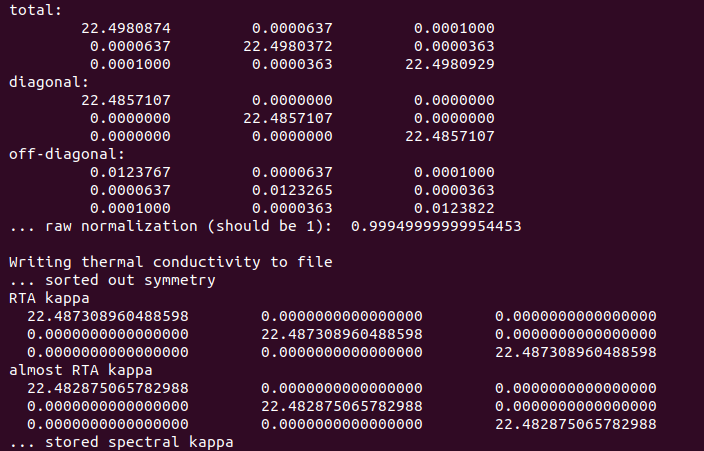 total:
22.4980874 0.0000637 0.0001000
0.0000637 22.4980372 0.0000363
0.0001000 0.0000363 22.4980929
diagonal:
22.4857107 0.0000000 0.0000000
0.0000000 22.4857107 0.0000000
0.0000000 0.0000000 22.4857107
off-diagonal:
0.0123767 0.0000637 0.0001000
0.0000637 0.0123265 0.0000363
0.0001000 0.0000363 0.0123822
... raw normalization (should be 1): 0.99949999999954453
Writing thermal conductivity to file
... sorted out symmetry
RTA kappa
22.487308960488598 0.0000000000000000 0.0000000000000000
0.0000000000000000 22.487308960488598 0.0000000000000000
0.0000000000000000 0.0000000000000000 22.487308960488598
almost RTA kappa
22.482875065782988 0.0000000000000000 0.0000000000000000
0.0000000000000000 22.482875065782988 0.0000000000000000
0.0000000000000000 0.0000000000000000 22.482875065782988
... stored spectral kappa